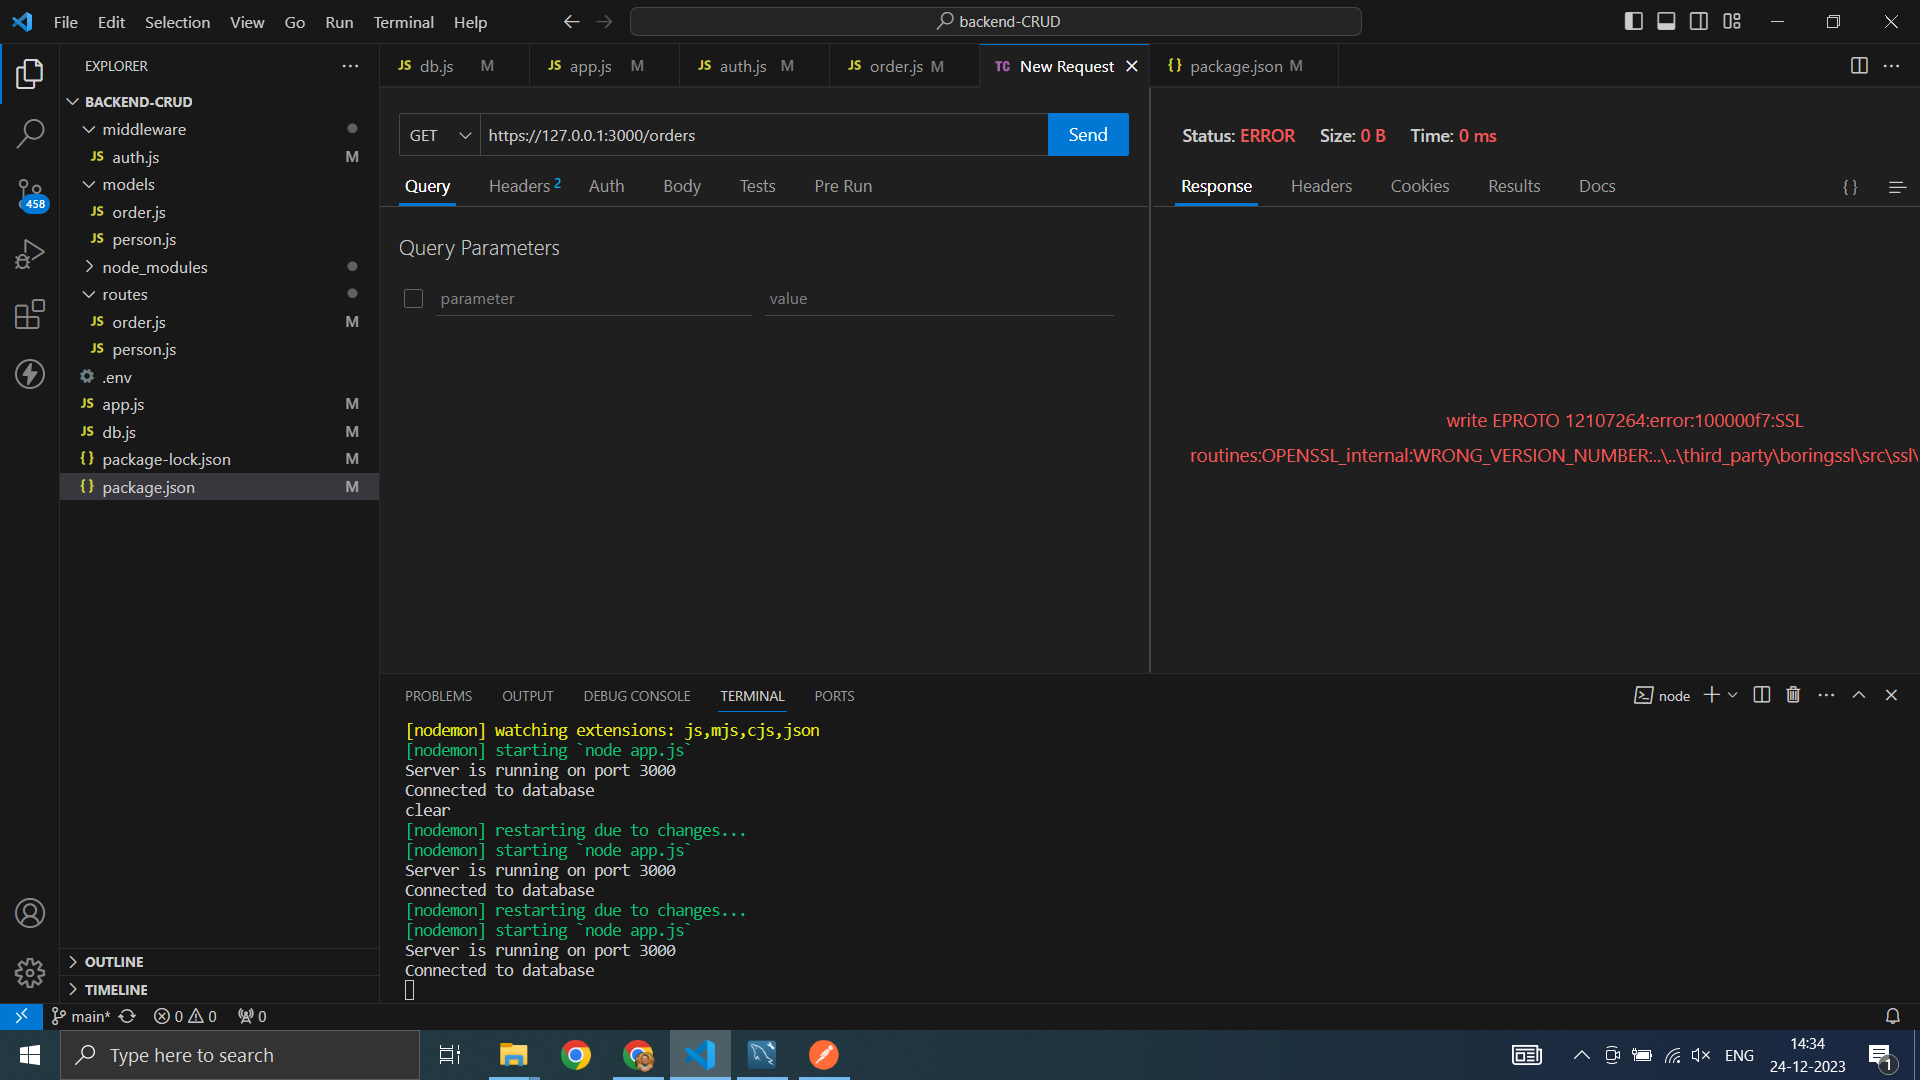 File Edit Selection View Go Run Terminal Help
backend-CRUD
EXPLORER
BACKEND-CRUD
middleware
JS auth.js M
models
JS order.js
JS person.js
node_modules
routes
JS order.js M
JS person.js
.env
JS app.js M
JS db.js M
{} package-lock.json M
{} package.json M
OUTLINE
TIMELINE
458
JS db.js M
JS app.js M
JS auth.js M
JS order.js M
TC New Request
{} package.json M
GET
https://127.0.0.1:3000/orders
Send
Query Headers 2 Auth Body Tests Pre Run
Query Parameters
parameter value
Status: ERROR Size: 0 B Time: 0 ms
Response Headers Cookies Results Docs { }
write EPROTO 12107264:error:100000f7:SSL
routines:OPENSSL_internal:WRONG_VERSION_NUMBER:..\..\third_party\boringssl\src\ssl\
PROBLEMS OUTPUT DEBUG CONSOLE TERMINAL PORTS
node
[nodemon] watching extensions: js,mjs,cjs,json
[nodemon] starting `node app.js`
Server is running on port 3000
Connected to database
clear
[nodemon] restarting due to changes...
[nodemon] starting `node app.js`
Server is running on port 3000
Connected to database
[nodemon] restarting due to changes...
[nodemon] starting `node app.js`
Server is running on port 3000
Connected to database
main* 0 0 0
Type here to search
ENG
14:34
24-12-2023
1